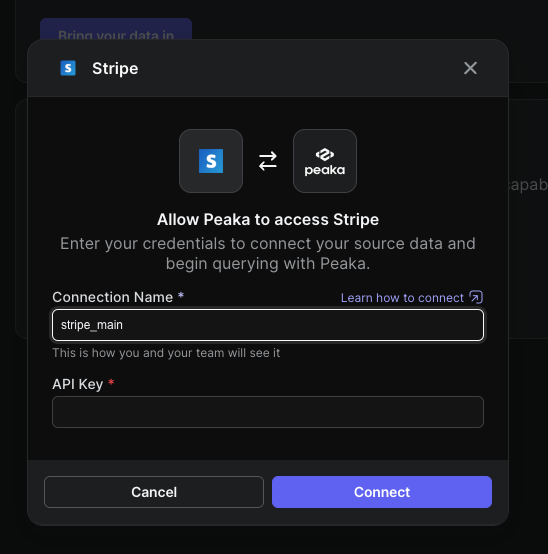 Bring your data in
Stripe
S
S
peaka
Allow Peaka to access Stripe
Enter your credentials to connect your source data and
begin querying with Peaka.
Connection Name *
Learn how to connect
stripe_main
This is how you and your team will see it
API Key *
Cancel
Connect